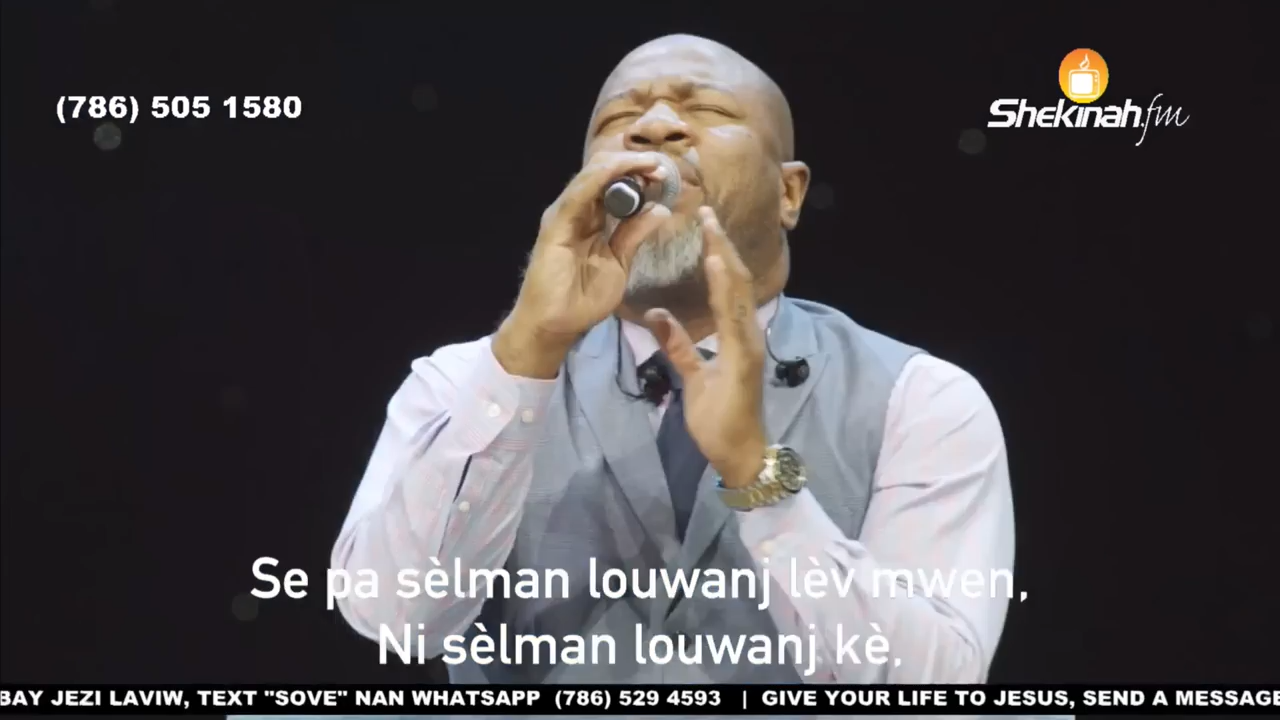 (786) 505 1580
Shekinah.fm
Se pa sèlman louwanj lèv mwen,
Ni sèlman louwanj kè,
BAY JEZI LAVIW, TEXT "SOVE" NAN WHATSAPP (786) 529 4593 | GIVE YOUR LIFE TO JESUS, SEND A MESSAGE